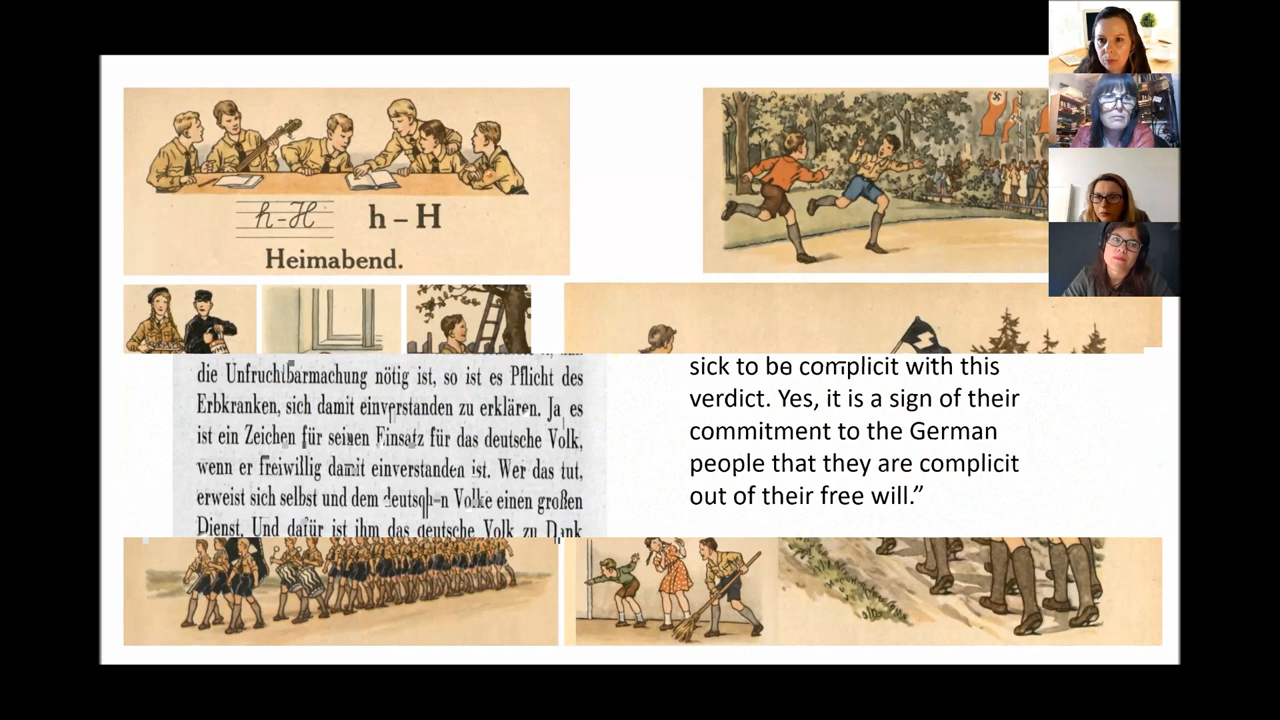 h-H h – H
Heimabend.
die Unfruchtbarmachung nötig ist, so ist es Pflicht des
Erbkranken, sich damit einverstanden zu erklären. Ja es
ist ein Zeichen für seinen Einsatz für das deutsche Volk,
wenn er freiwillig damit einverstanden ist. Wer das tut,
erweist sich selbst und dem Volke einen großen
Dienst. Und dafür ist ihm das deutsche Volk zu Dank
sick to be complicit with this
verdict. Yes, it is a sign of their
commitment to the German
people that they are complicit
out of their free will.”